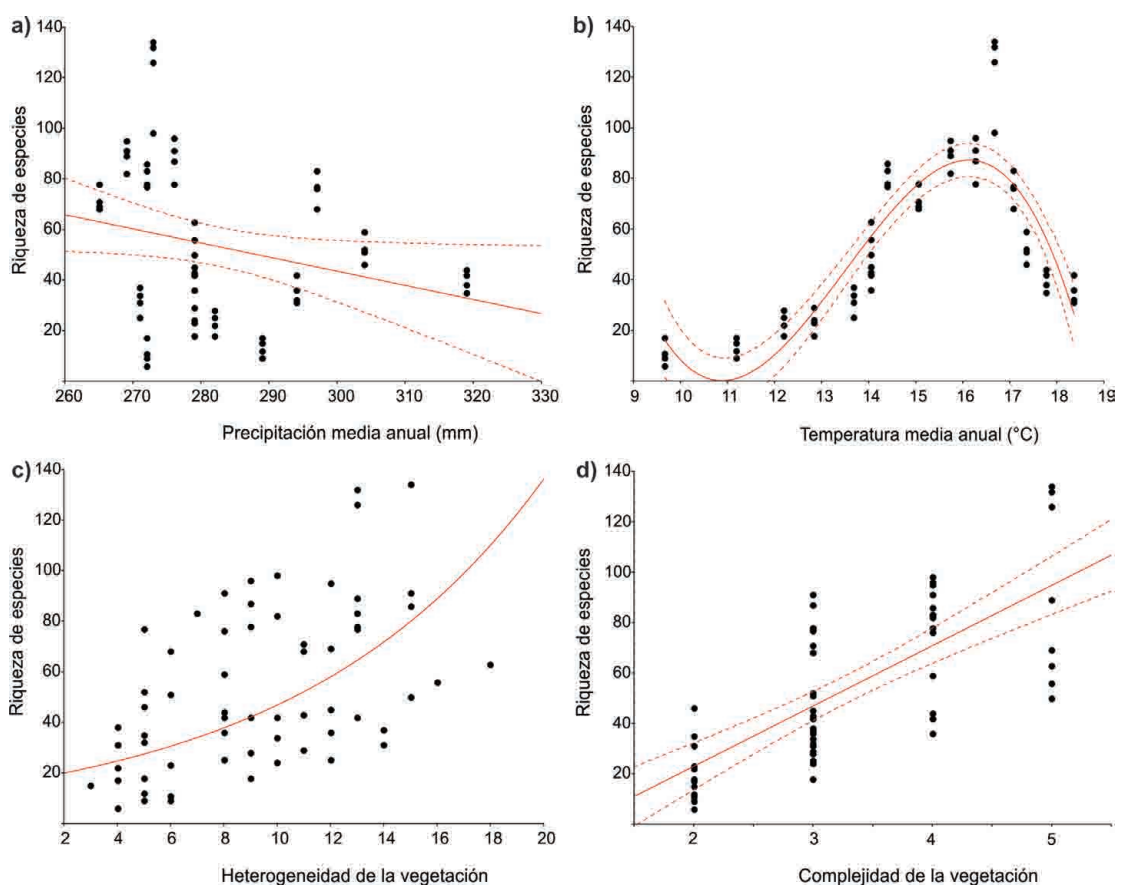 a)
Riqueza de especies
140
120
100
80
60
40
20
260 270 280 290 300 310 320 330
Precipitación media anual (mm)
b)
Riqueza de especies
140
120
100
80
60
40
20
9 10 11 12 13 14 15 16 17 18 19
Temperatura media anual (°C)
c)
Riqueza de especies
140
120
100
80
60
40
20
2 4 6 8 10 12 14 16 18 20
Heterogeneidad de la vegetación
d)
Riqueza de especies
140
120
100
80
60
40
20
2 3 4 5
Complejidad de la vegetación